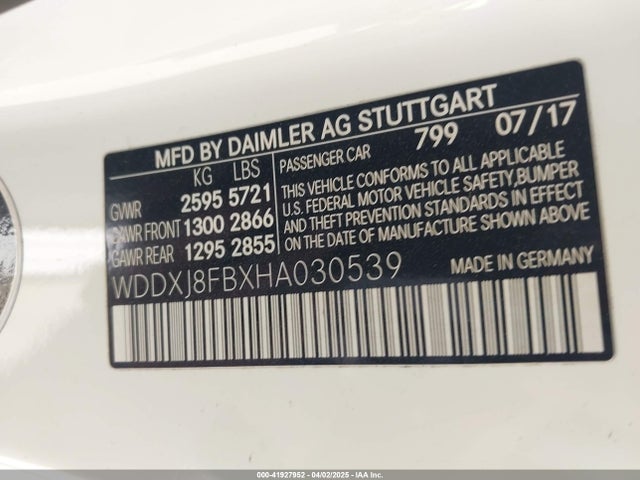 MFD BY DAIMLER AG STUTTGART
KG LBS
GVWR 2595 5721
GAWR FRONT 1300 2866
GAWR REAR 1295 2855
PASSENGER CAR 799 07/17
THIS VEHICLE CONFORMS TO ALL APPLICABLE
U.S. FEDERAL MOTOR VEHICLE SAFETY,BUMPER
AND THEFT PREVENTION STANDARDS IN EFFECT
ON DATE OF MANUFACTURE SHOWN ABOVE
WDDXJ8FBXHA030539 MADE IN GERMANY
000-41927952 - 04/02/2025 - IAA Inc.